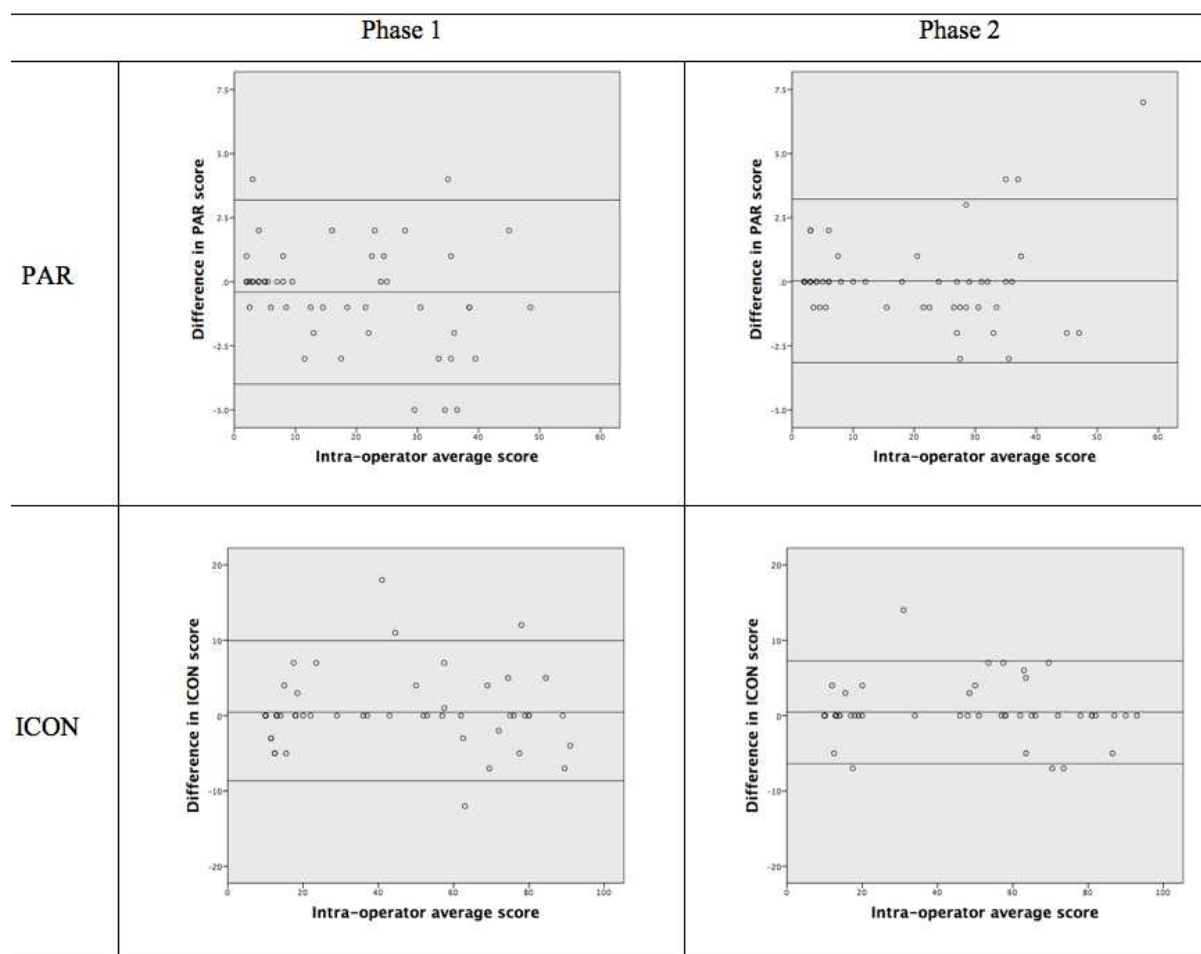 Phase 1
Phase 2
PAR
Difference in PAR score
7.5
5.0
2.5
.0
-2.5
-5.0
0 10 20 30 40 50 60
Intra-operator average score
Difference in PAR score
7.5
5.0
2.5
.0
-2.5
-5.0
0 10 20 30 40 50 60
Intra-operator average score
ICON
Difference in ICON score
20
10
0
-10
-20
0 20 40 60 80 100
Intra-operator average score
Difference in ICON score
20
10
0
-10
-20
0 20 40 60 80 100
Intra-operator average score